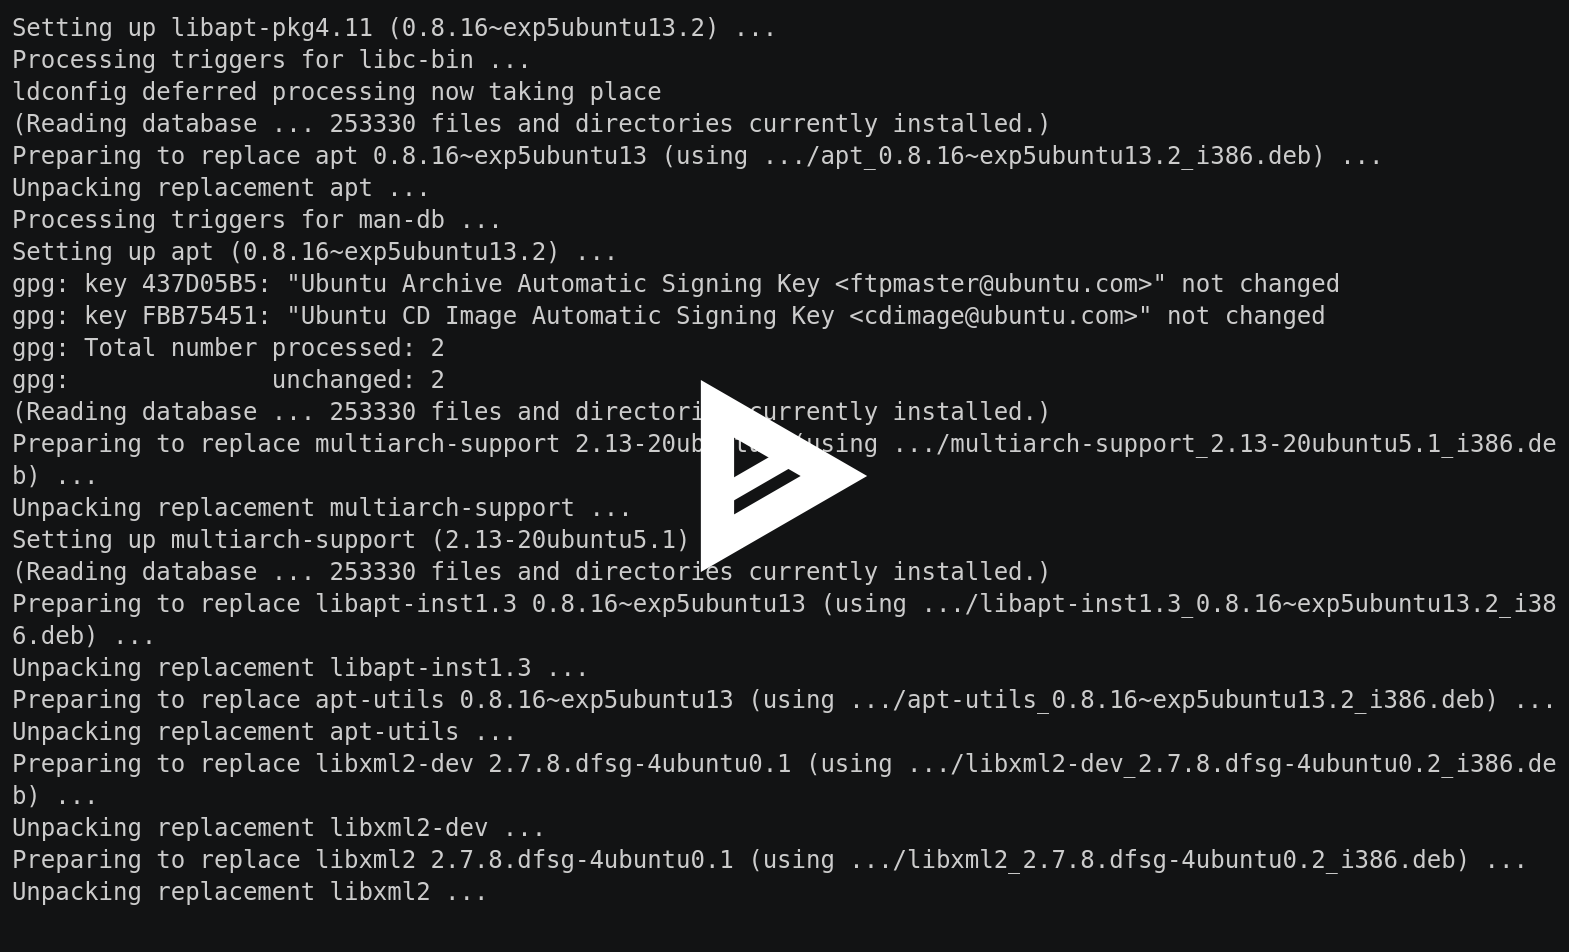 Setting up libapt-pkg4.11 (0.8.16~exp5ubuntu13.2) ...
Processing triggers for libc-bin ...
ldconfig deferred processing now taking place
(Reading database ... 253330 files and directories currently installed.)
Preparing to replace apt 0.8.16~exp5ubuntu13 (using .../apt_0.8.16~exp5ubuntu13.2_i386.deb) ...
Unpacking replacement apt ...
Processing triggers for man-db ...
Setting up apt (0.8.16~exp5ubuntu13.2) ...
gpg: key 437D05B5: "Ubuntu Archive Automatic Signing Key <ftpmaster@ubuntu.com>" not changed
gpg: key FBB75451: "Ubuntu CD Image Automatic Signing Key <cdimage@ubuntu.com>" not changed
gpg: Total number processed: 2
gpg:              unchanged: 2
(Reading database ... 253330 files and directories currently installed.)
Preparing to replace multiarch-support (using .../multiarch-support_2.13-20ubuntu5.1_i386.de
b) ...
Unpacking replacement multiarch-support ...
Setting up multiarch-support (2.13-20ubuntu5.1)
(Reading database ... 253330 files and directories currently installed.)
Preparing to replace libapt-inst1.3 0.8.16~exp5ubuntu13 (using .../libapt-inst1.3_0.8.16~exp5ubuntu13.2_i38
6.deb) ...
Unpacking replacement libapt-inst1.3 ...
Preparing to replace apt-utils 0.8.16~exp5ubuntu13 (using .../apt-utils_0.8.16~exp5ubuntu13.2_i386.deb) ...
Unpacking replacement apt-utils ...
Preparing to replace libxml2-dev 2.7.8.dfsg-4ubuntu0.1 (using .../libxml2-dev_2.7.8.dfsg-4ubuntu0.2_i386.de
b) ...
Unpacking replacement libxml2-dev ...
Preparing to replace libxml2 2.7.8.dfsg-4ubuntu0.1 (using .../libxml2_2.7.8.dfsg-4ubuntu0.2_i386.deb) ...
Unpacking replacement libxml2 ...